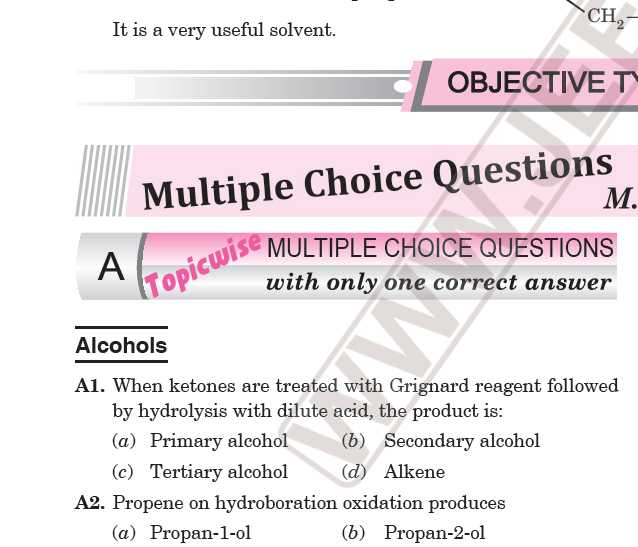 It is a very useful solvent.
CH2–
OBJECTIVE TY
Multiple Choice Questions
M.
A Topicwise MULTIPLE CHOICE QUESTIONS
with only one correct answer
Alcohols
A1. When ketones are treated with Grignard reagent followed
by hydrolysis with dilute acid, the product is:
(a) Primary alcohol (b) Secondary alcohol
(c) Tertiary alcohol (d) Alkene
A2. Propene on hydroboration oxidation produces
(a) Propan-1-ol (b) Propan-2-ol
WWW.JEE